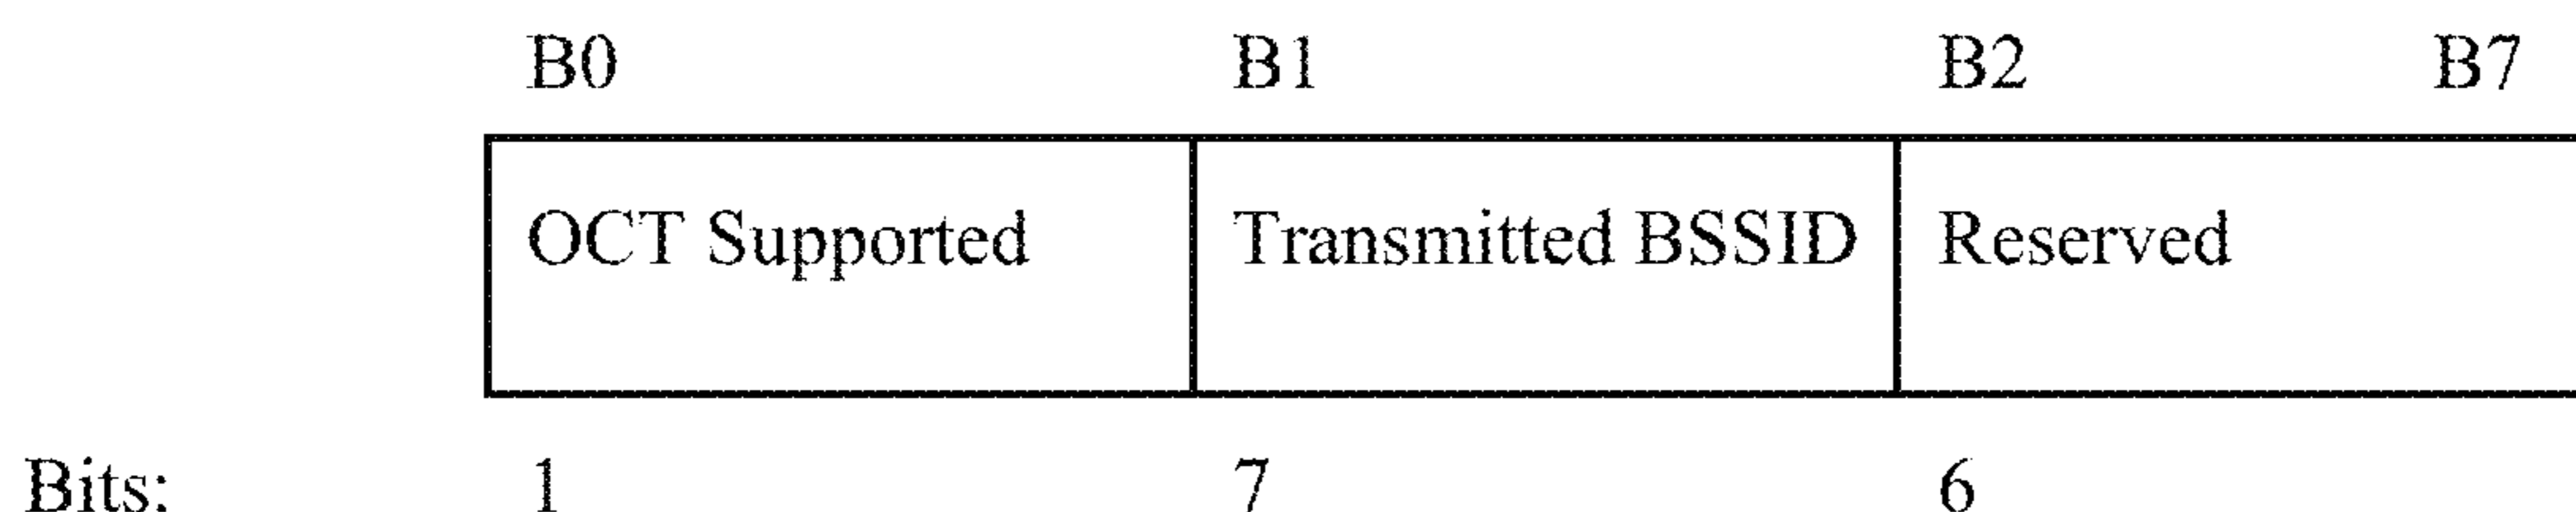 B0 B1 B2 B7
OCT Supported Transmitted BSSID Reserved
Bits: 1 7 6